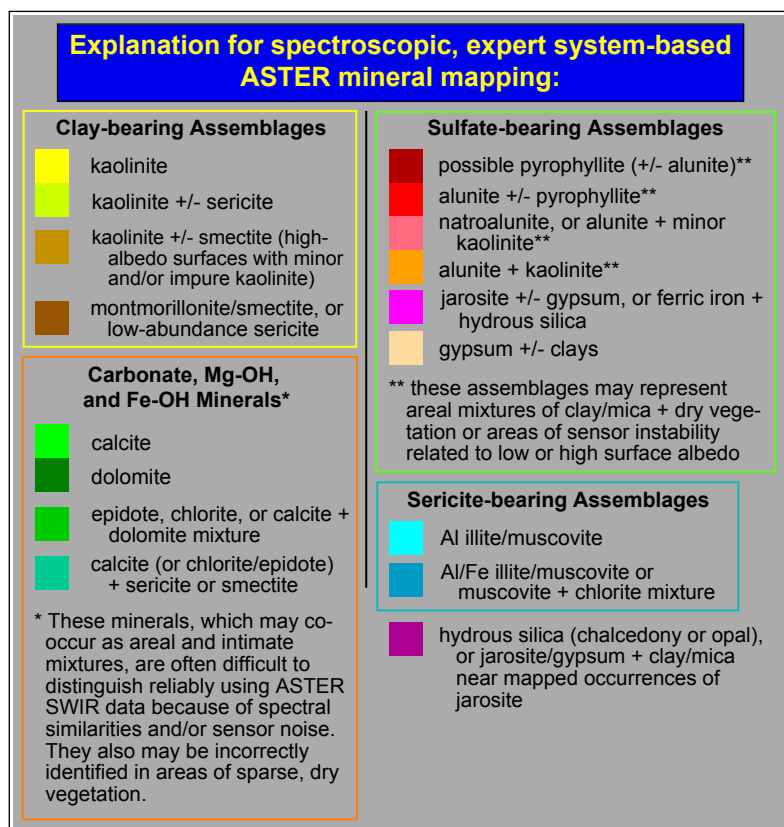 Explanation for spectroscopic, expert system-based
ASTER mineral mapping:
Clay-bearing Assemblages
kaolinite
kaolinite +/- sericite
kaolinite +/- smectite (high-
albedo surfaces with minor
and/or impure kaolinite)
montmorillonite/smectite, or
low-abundance sericite
Carbonate, Mg-OH,
and Fe-OH Minerals*
calcite
dolomite
epidote, chlorite, or calcite +
dolomite mixture
calcite (or chlorite/epidote)
+ sericite or smectite
* These minerals, which may co-
occur as areal and intimate
mixtures, are often difficult to
distinguish reliably using ASTER
SWIR data because of spectral
similarities and/or sensor noise.
They also may be incorrectly
identified in areas of sparse, dry
vegetation.
Sulfate-bearing Assemblages
possible pyrophyllite (+/- alunite)**
alunite +/- pyrophyllite**
natroalunite, or alunite + minor
kaolinite**
alunite + kaolinite**
jarosite +/- gypsum, or ferric iron +
hydrous silica
gypsum +/- clays
** these assemblages may represent
areal mixtures of clay/mica + dry vege-
tation or areas of sensor instability
related to low or high surface albedo
Sericite-bearing Assemblages
Al illite/muscovite
Al/Fe illite/muscovite or
muscovite + chlorite mixture
hydrous silica (chalcedony or opal),
or jarosite/gypsum + clay/mica
near mapped occurrences of
jarosite